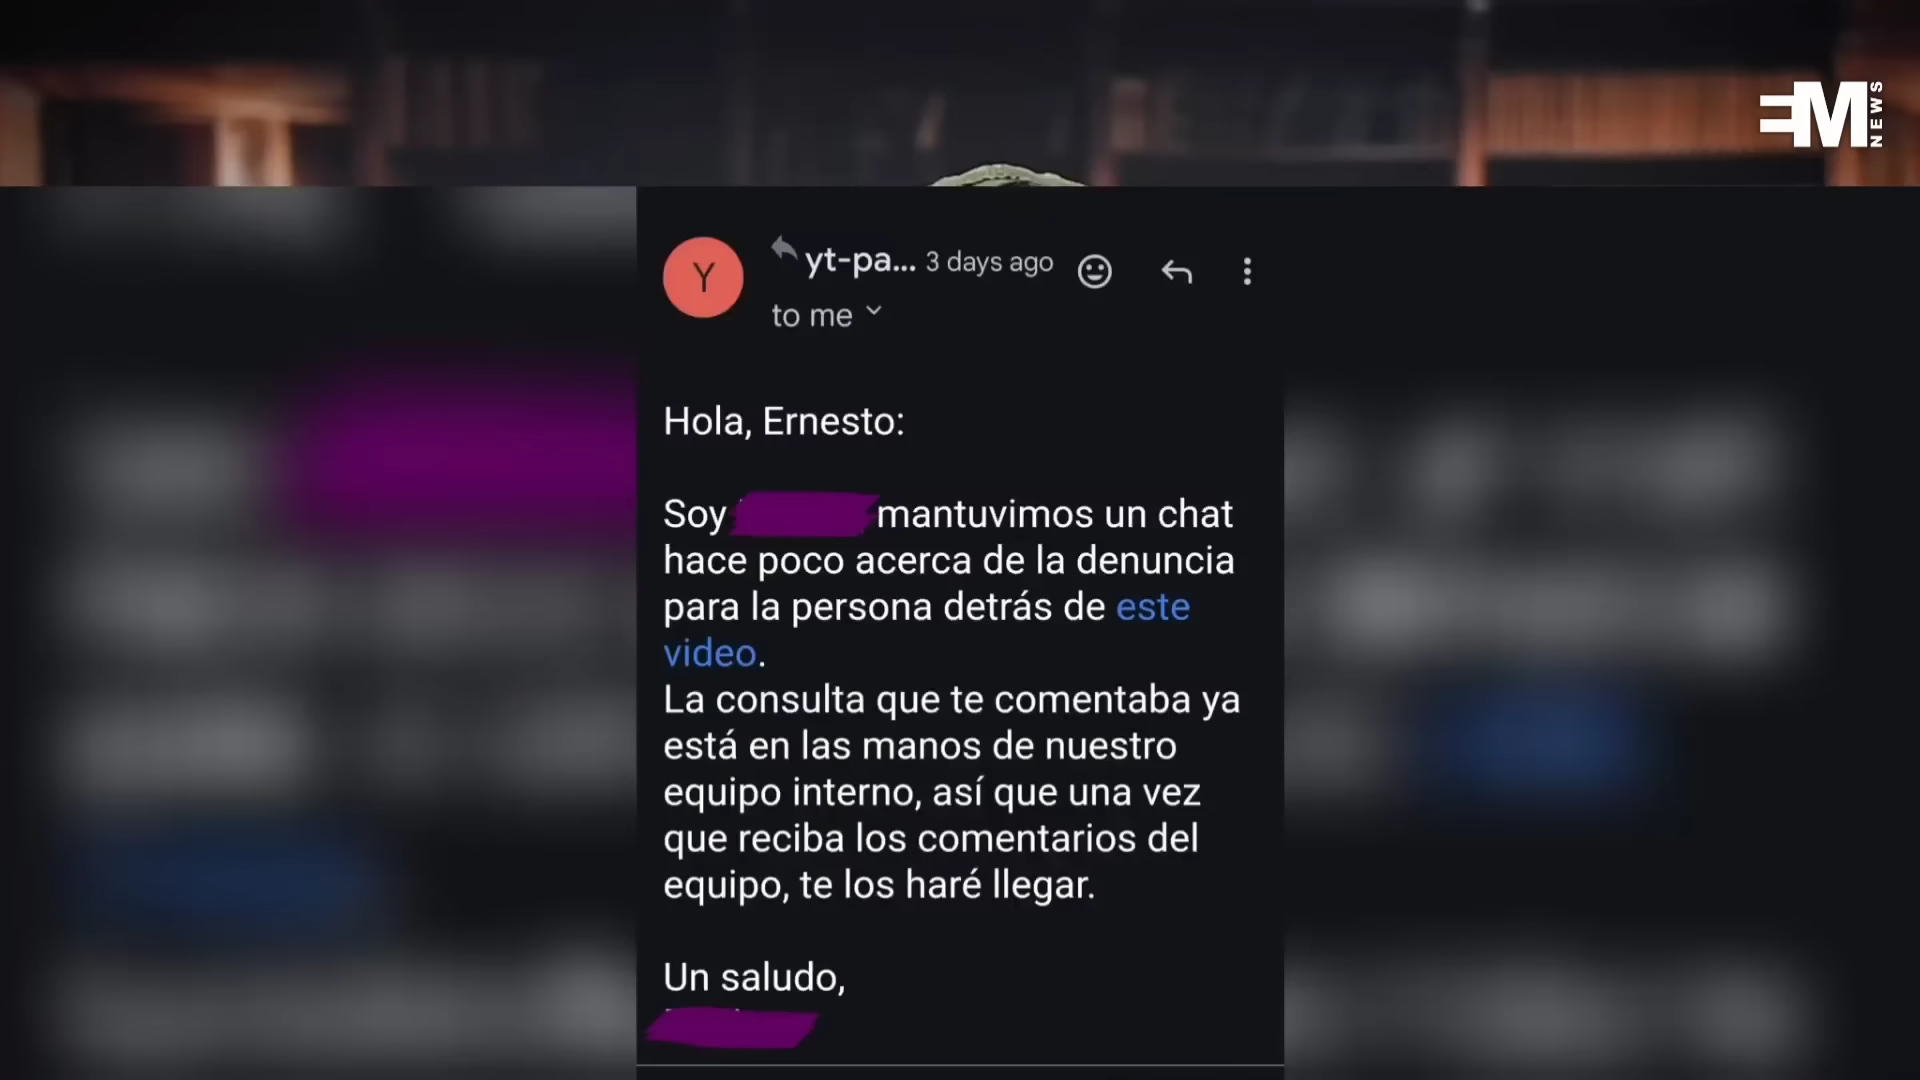 EM NEWS
Y
yt-pa... 3 days ago
to me
Hola, Ernesto:
Soy mantuvimos un chat
hace poco acerca de la denuncia
para la persona detrás de este
video.
La consulta que te comentaba ya
está en las manos de nuestro
equipo interno, así que una vez
que reciba los comentarios del
equipo, te los haré llegar.
Un saludo,